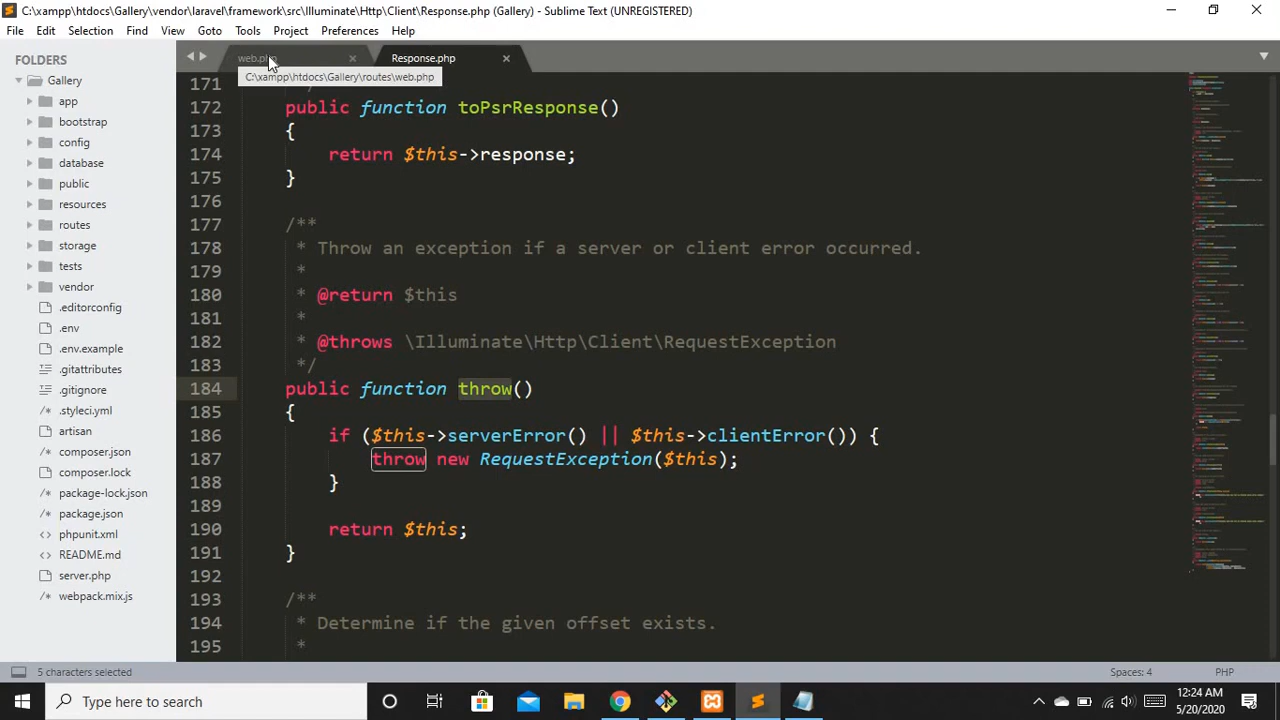 C:\xampp\htdocs\Gallery\vendor\laravel\framework\src\Illuminate\Http\Client\Response.php (Gallery) - Sublime Text (UNREGISTERED)
File Edit Selection Find View Goto Tools Project Preferences Help
FOLDERS
Gallery
app
bootstrap
config
database
public
resources
routes
storage
tests
vendor
.editorconfig
.env
.env.example
.gitattributes
.gitignore
.styleci.yml
artisan
composer.json
composer.lock
package-lock.json
package.json
phpunit.xml
README.md
server.php
webpack.mix.js
web.php Response.php
C:\xampp\htdocs\Gallery\routes\web.php
171 */
172 public function toPsrResponse()
173 {
174 return $this->response;
175 }
176
177 /**
178 * Throw an exception if a server or client error occurred.
179 *
180 * @return $this
181 *
182 * @throws \Illuminate\Http\Client\RequestException
183 */
184 public function throw()
185 {
186 if ($this->serverError() || $this->clientError()) {
187 throw new RequestException($this);
188 }
189
190 return $this;
191 }
192
193 /**
194 * Determine if the given offset exists.
195 *
5 characters selected Spaces: 4 PHP
Type here to search
12:24 AM
5/20/2020